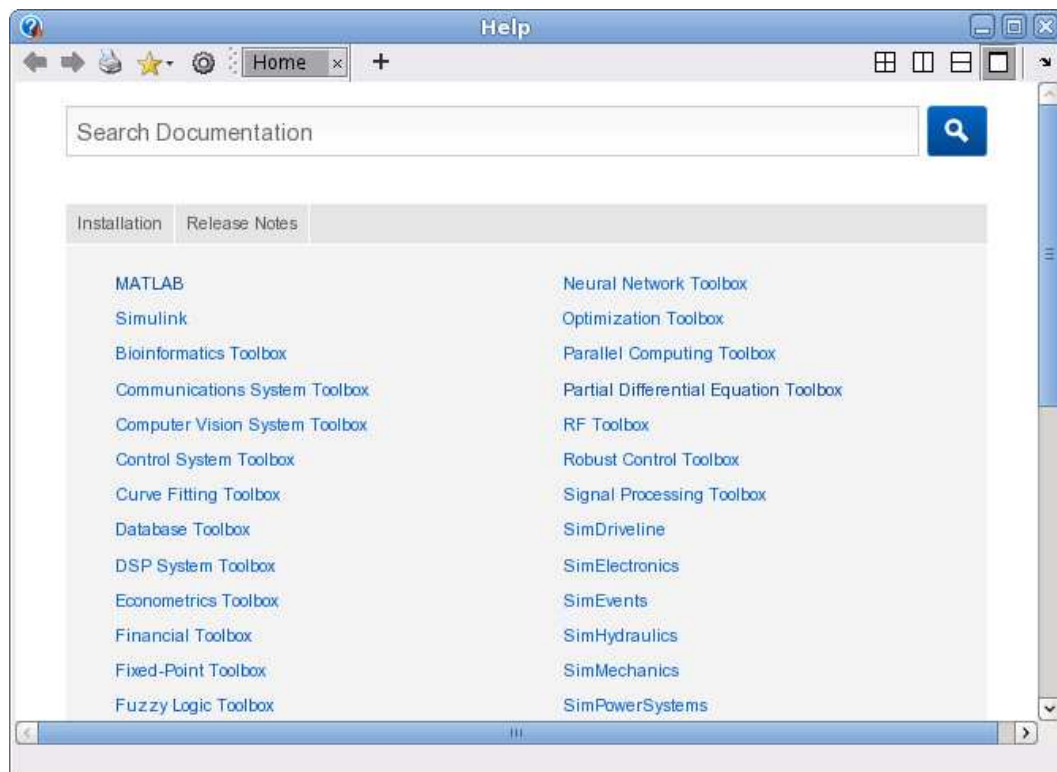 Help
Home
Search Documentation
Installation Release Notes
MATLAB
Simulink
Bioinformatics Toolbox
Communications System Toolbox
Computer Vision System Toolbox
Control System Toolbox
Curve Fitting Toolbox
Database Toolbox
DSP System Toolbox
Econometrics Toolbox
Financial Toolbox
Fixed-Point Toolbox
Fuzzy Logic Toolbox
Neural Network Toolbox
Optimization Toolbox
Parallel Computing Toolbox
Partial Differential Equation Toolbox
RF Toolbox
Robust Control Toolbox
Signal Processing Toolbox
SimDriveline
SimElectronics
SimEvents
SimHydraulics
SimMechanics
SimPowerSystems